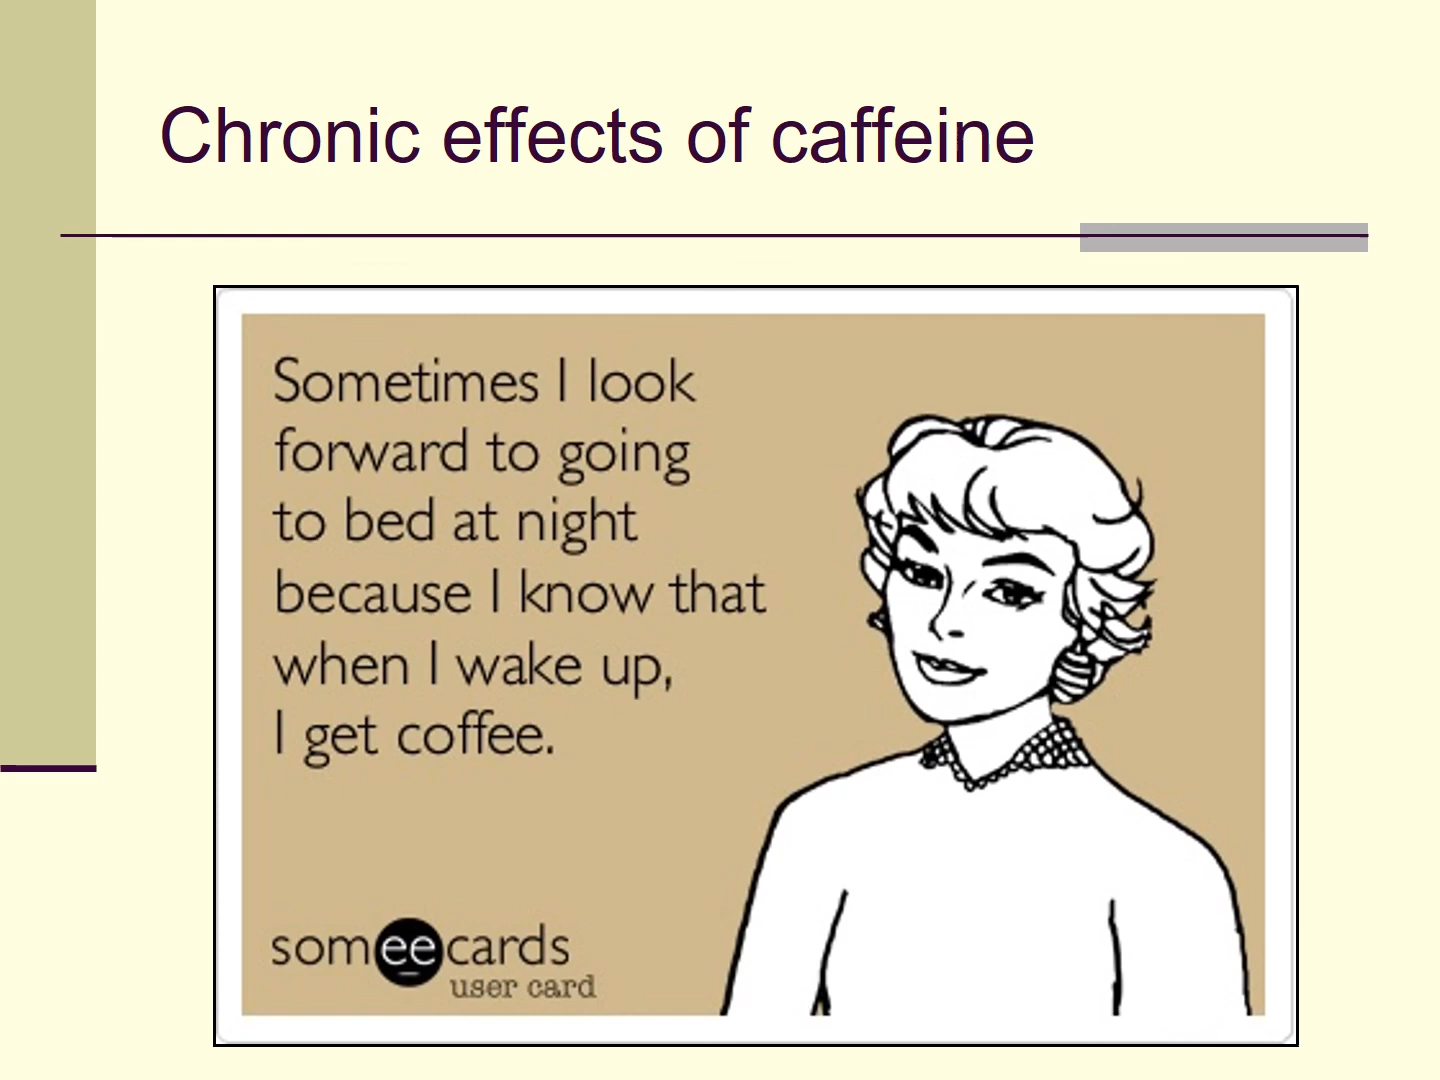 Chronic effects of caffeine
Sometimes I look
forward to going
to bed at night
because I know that
when I wake up,
I get coffee.
someecards
user card